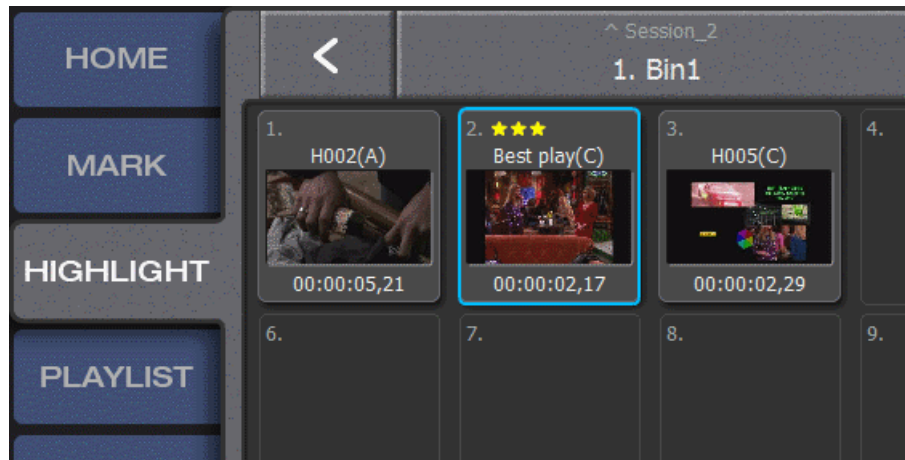 HOME
MARK
HIGHLIGHT
PLAYLIST
<
^ Session_2
1. Bin1
1.
H002(A)
00:00:05,21
2. ★★★
Best play(C)
00:00:02,17
3.
H005(C)
00:00:02,29
4.
6.
7.
8.
9.